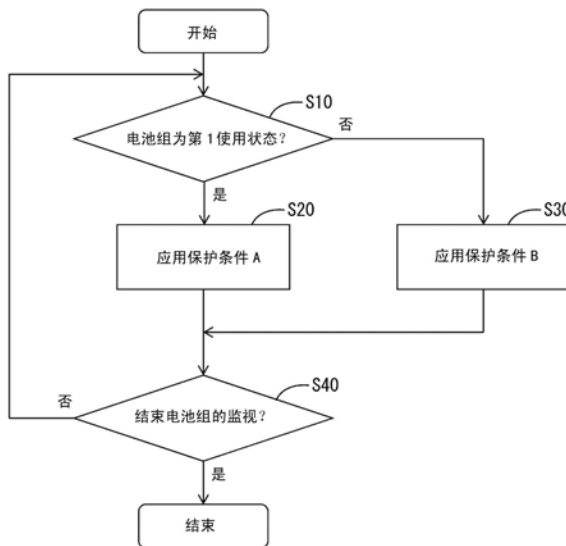 开始
S10
电池组为第1使用状态?
否
是
S20
应用保护条件 A
S30
应用保护条件 B
S40
否
结束电池组的监视?
是
结束